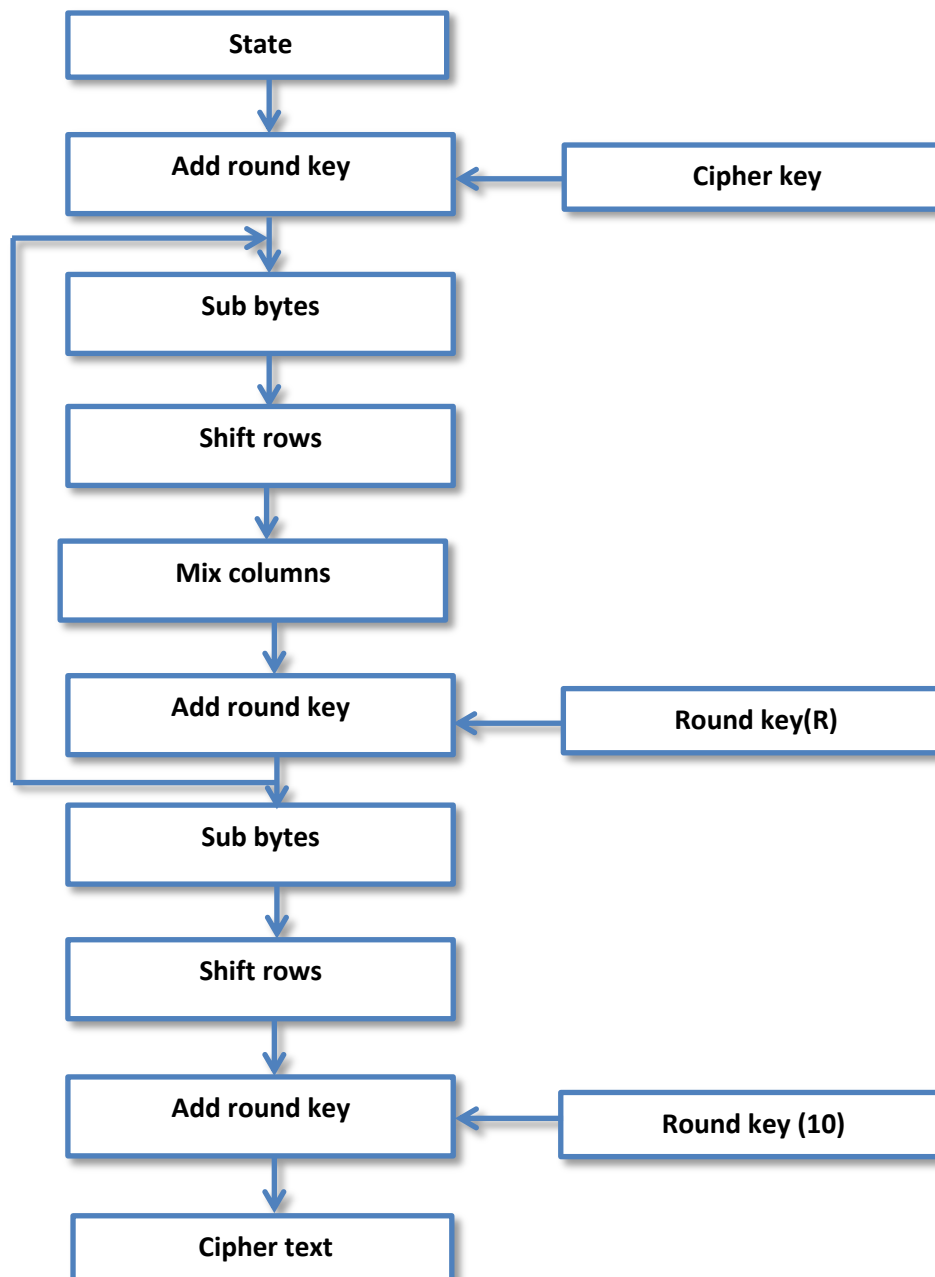 State
Add round key
Cipher key
Sub bytes
Shift rows
Mix columns
Add round key
Round key(R)
Sub bytes
Shift rows
Add round key
Round key (10)
Cipher text